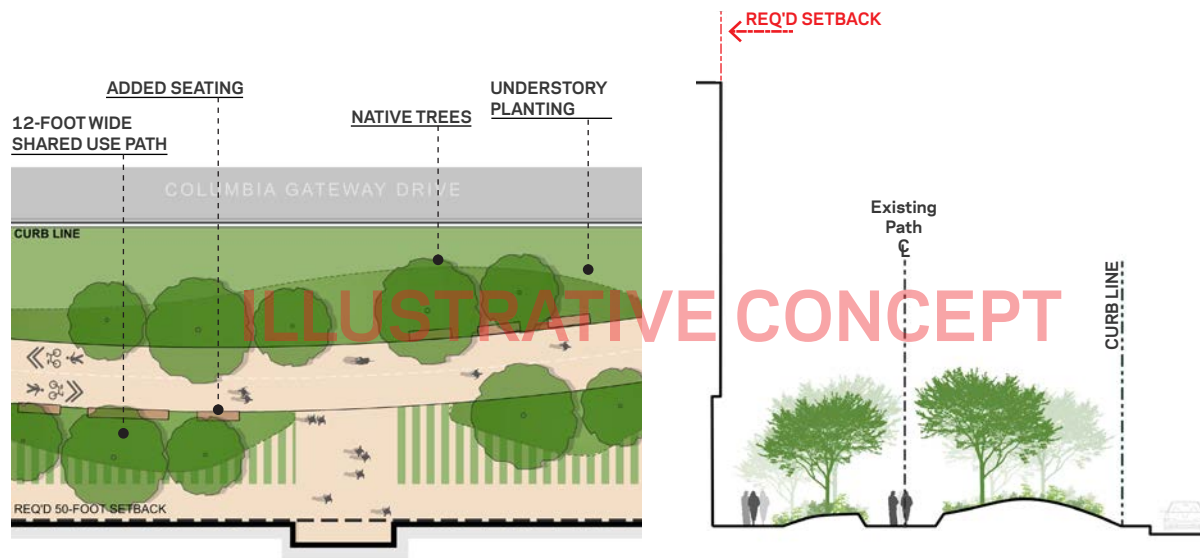 REQ'D SETBACK
ADDED SEATING
UNDERSTORY
PLANTING
12-FOOT WIDE
SHARED USE PATH
NATIVE TREES
COLUMBIA GATEWAY DRIVE
CURB LINE
Existing
Path
℄
CURB LINE
ILLUSTRATIVE CONCEPT
REQ'D 50-FOOT SETBACK